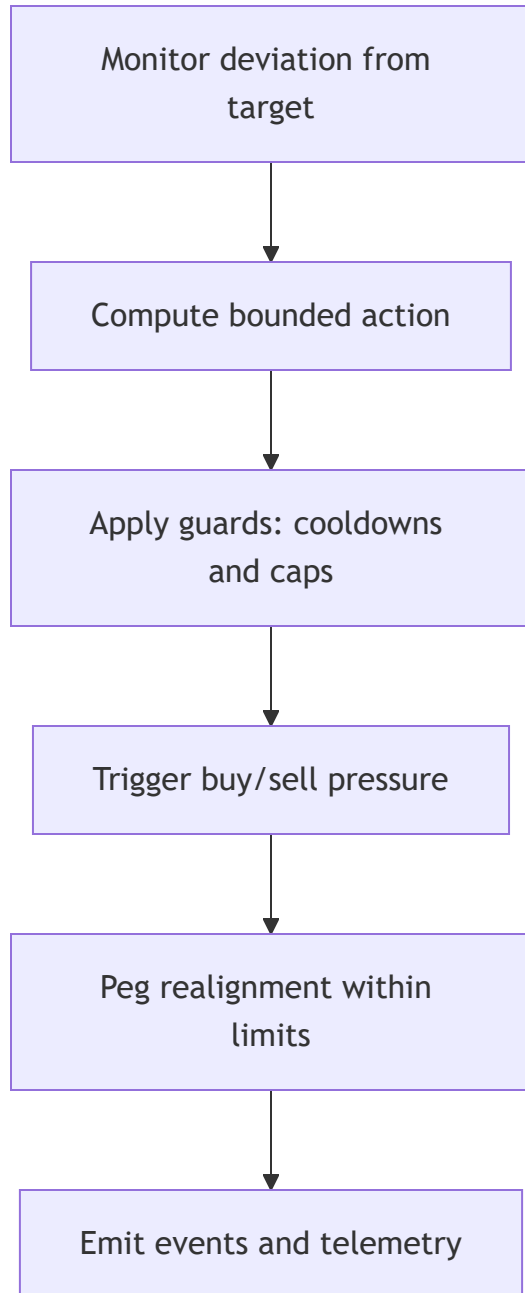 Monitor deviation from
target
Compute bounded action
Apply guards: cooldowns
and caps
Trigger buy/sell pressure
Peg realignment within
limits
Emit events and telemetry